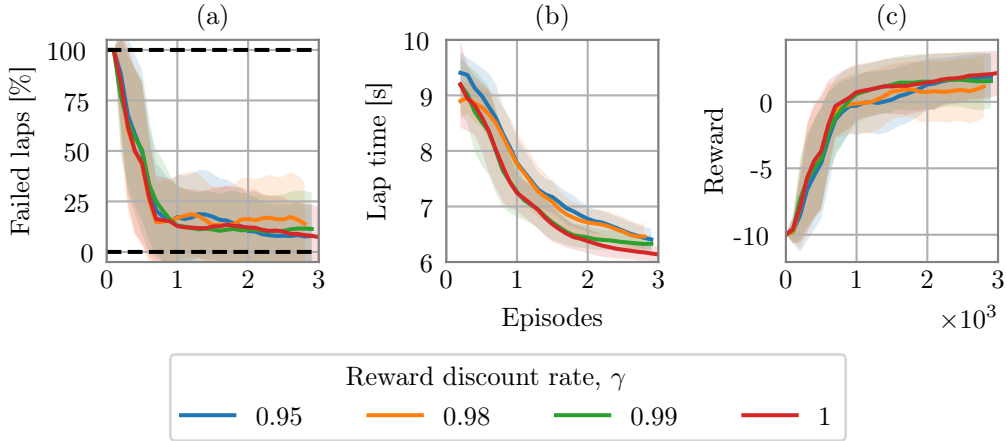 (a)
(b)
(c)
Failed laps [%]
100
75
50
25
0
0 1 2 3
Lap time [s]
10
9
8
7
6
0 1 2 3
Reward
0
-5
-10
0 1 2 3
Episodes
×10³
Reward discount rate, γ
0.95 0.98 0.99 1